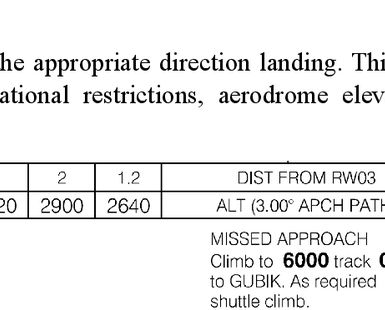 he appropriate direction landing. Thi
ational restrictions, aerodrome elev
2 1.2 DIST FROM RW03
20 2900 2640 ALT (3.00° APCH PATH
MISSED APPROACH
Climb to 6000 track
to GUBIK. As required
shuttle climb.